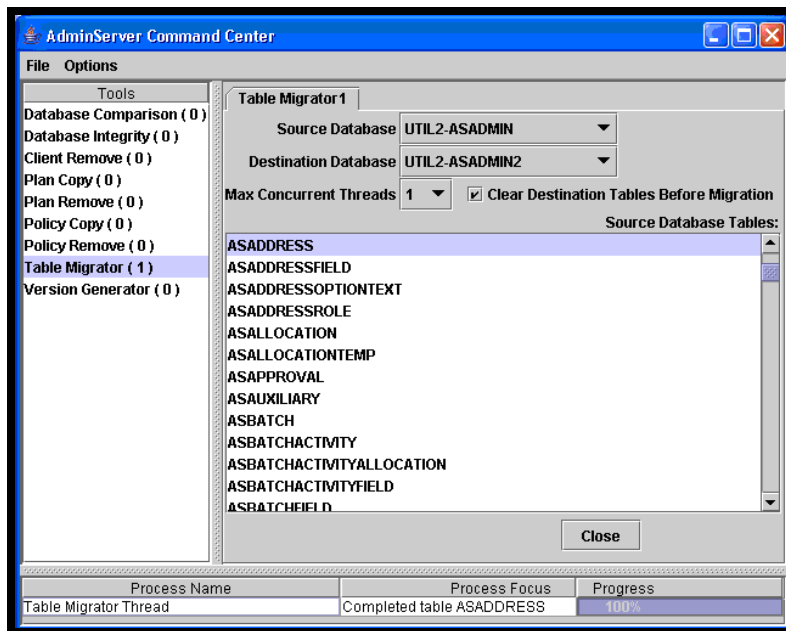 AdminServer Command Center
File Options
Tools
Database Comparison ( 0 )
Database Integrity ( 0 )
Client Remove ( 0 )
Plan Copy ( 0 )
Plan Remove ( 0 )
Policy Copy ( 0 )
Policy Remove ( 0 )
Table Migrator ( 1 )
Version Generator ( 0 )
Table Migrator1
Source Database UTIL2-ASADMIN
Destination Database UTIL2-ASADMIN2
Max Concurrent Threads 1 Clear Destination Tables Before Migration
Source Database Tables:
ASADDRESS
ASADDRESSFIELD
ASADDRESSOPTIONTEXT
ASADDRESSROLE
ASALLOCATION
ASALLOCATIONTEMP
ASAPPROVAL
ASAUXILIARY
ASBATCH
ASBATCHACTIVITY
ASBATCHACTIVITYALLOCATION
ASBATCHACTIVITYFIELD
ASBATCHFIELD
Close
Process Name Process Focus Progress
Table Migrator Thread Completed table ASADDRESS 100%